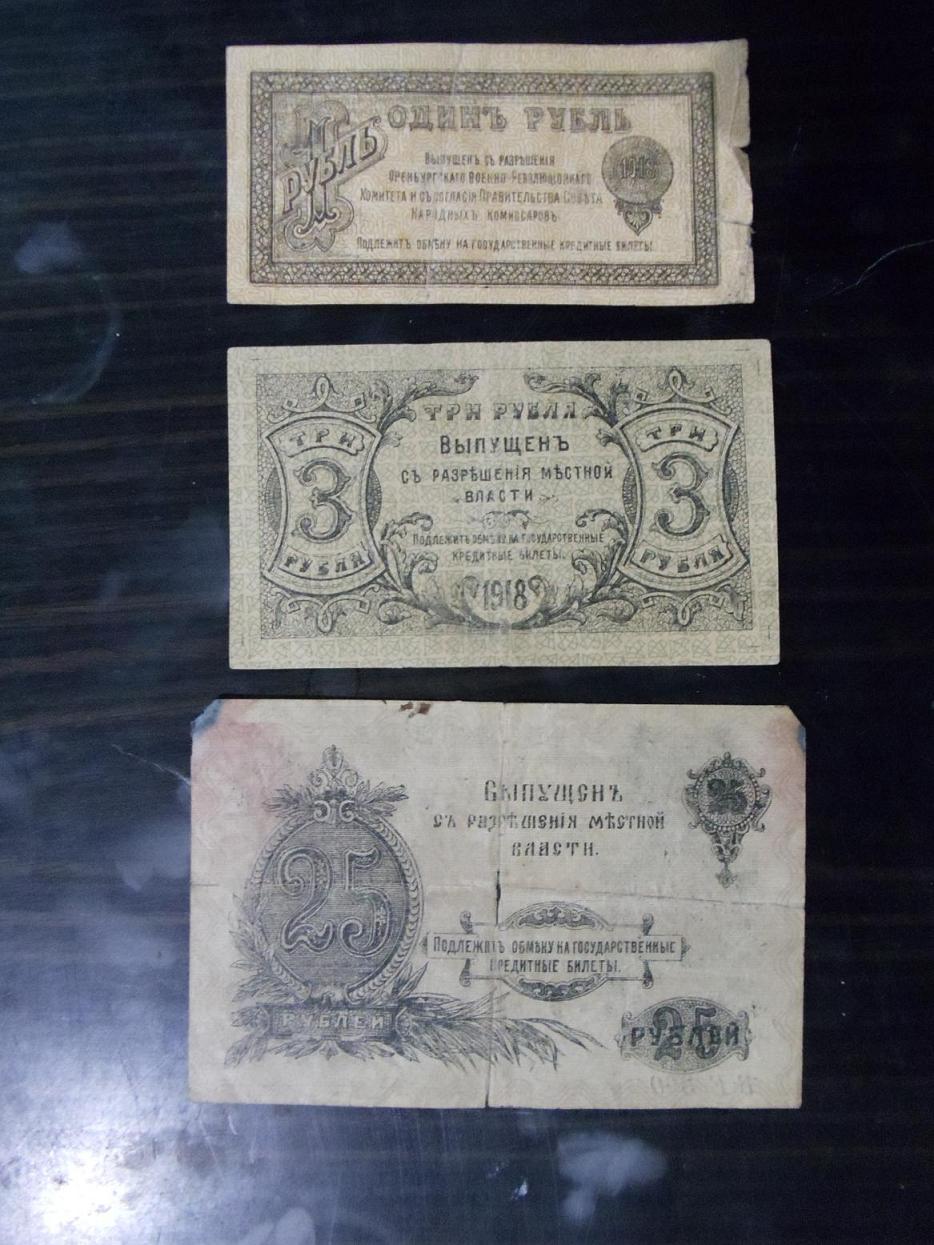 1
РУБЛЬ
ОДИНЪ РУБЛЬ
1918
ВЫПУЩЕН СЪ РАЗРѢШЕНІЯ
ОРЕНБУРГСКАГО ВОЕННО-РЕВОЛЮЦІОННАГО
КОМИТЕТА И СЪ СОГЛАСІЯ ПРАВИТЕЛЬСТВА СОВѢТА
НАРОДНЫХЪ КОМИССАРОВЪ
ПОДЛЕЖИТЪ ОБМѢНУ НА ГОСУДАРСТВЕННЫЕ КРЕДИТНЫЕ БИЛЕТЫ.
ТРИ
3
РУБЛЯ
ТРИ РУБЛЯ
ВЫПУЩЕНЪ
СЪ РАЗРѢШЕНІЯ МѢСТНОЙ
ВЛАСТИ
ПОДЛЕЖИТЪ ОБМѢНУ НА ГОСУДАРСТВЕННЫЕ
КРЕДИТНЫЕ БИЛЕТЫ.
1918
ТРИ
3
РУБЛЯ
25
РУБЛЕЙ
ВЫПУЩЕНЪ
СЪ РАЗРѢШЕНІЯ МѢСТНОЙ
ВЛАСТИ.
25
ПОДЛЕЖИТЪ ОБМѢНУ НА ГОСУДАРСТВЕННЫЕ
КРЕДИТНЫЕ БИЛЕТЫ.
25
РУБЛЕЙ